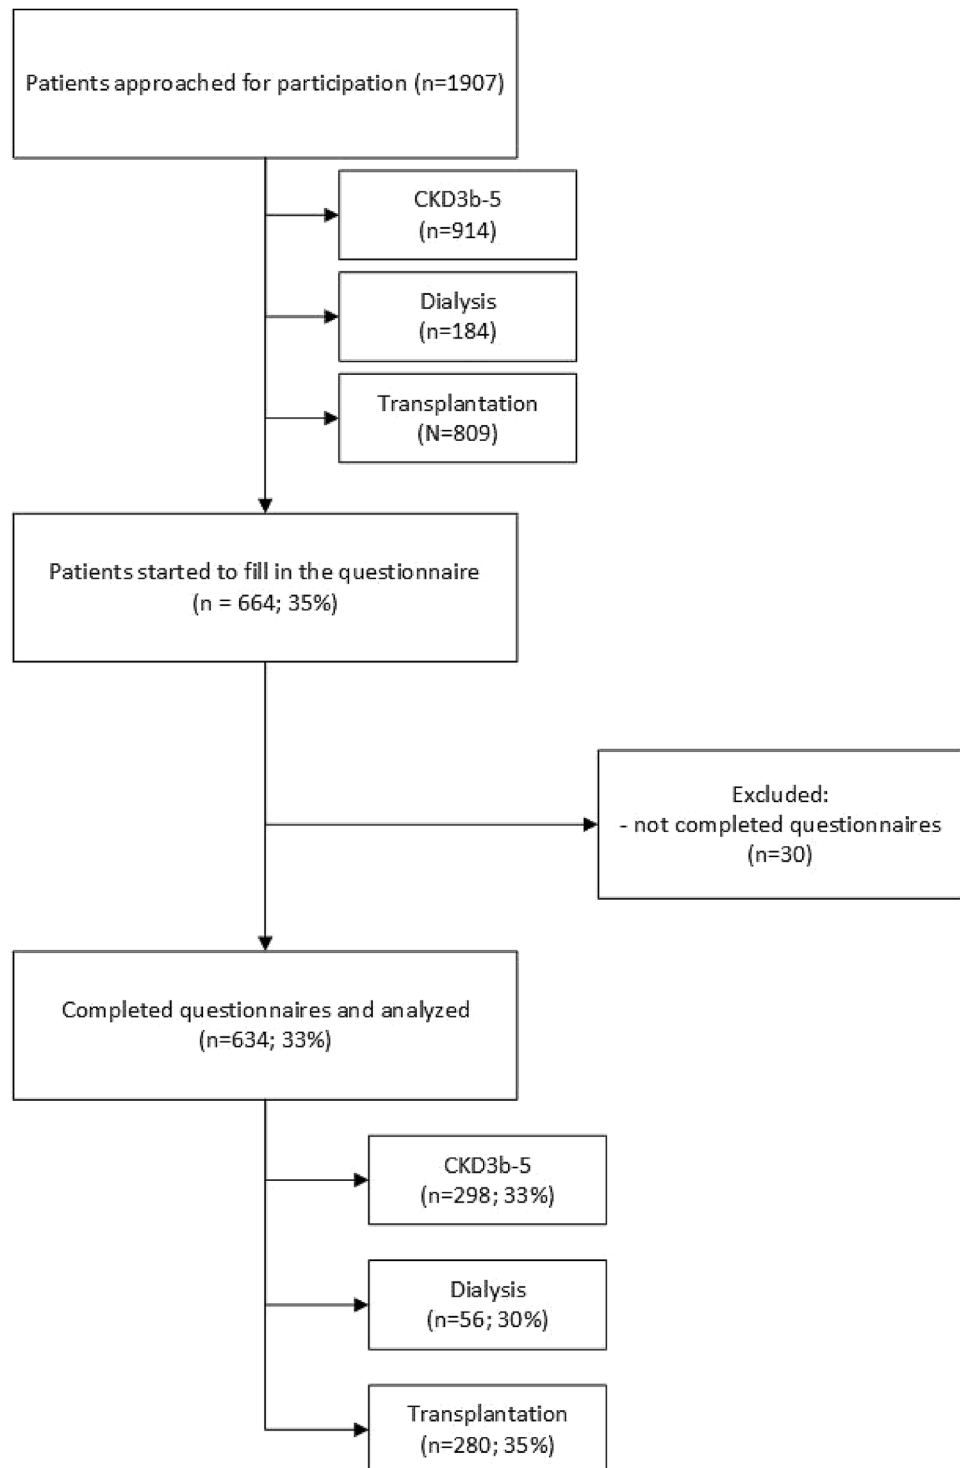 Patients approached for participation (n=1907)
CKD3b-5
(n=914)
Dialysis
(n=184)
Transplantation
(N=809)
Patients started to fill in the questionnaire
(n = 664; 35%)
Excluded:
- not completed questionnaires
(n=30)
Completed questionnaires and analyzed
(n=634; 33%)
CKD3b-5
(n=298; 33%)
Dialysis
(n=56; 30%)
Transplantation
(n=280; 35%)